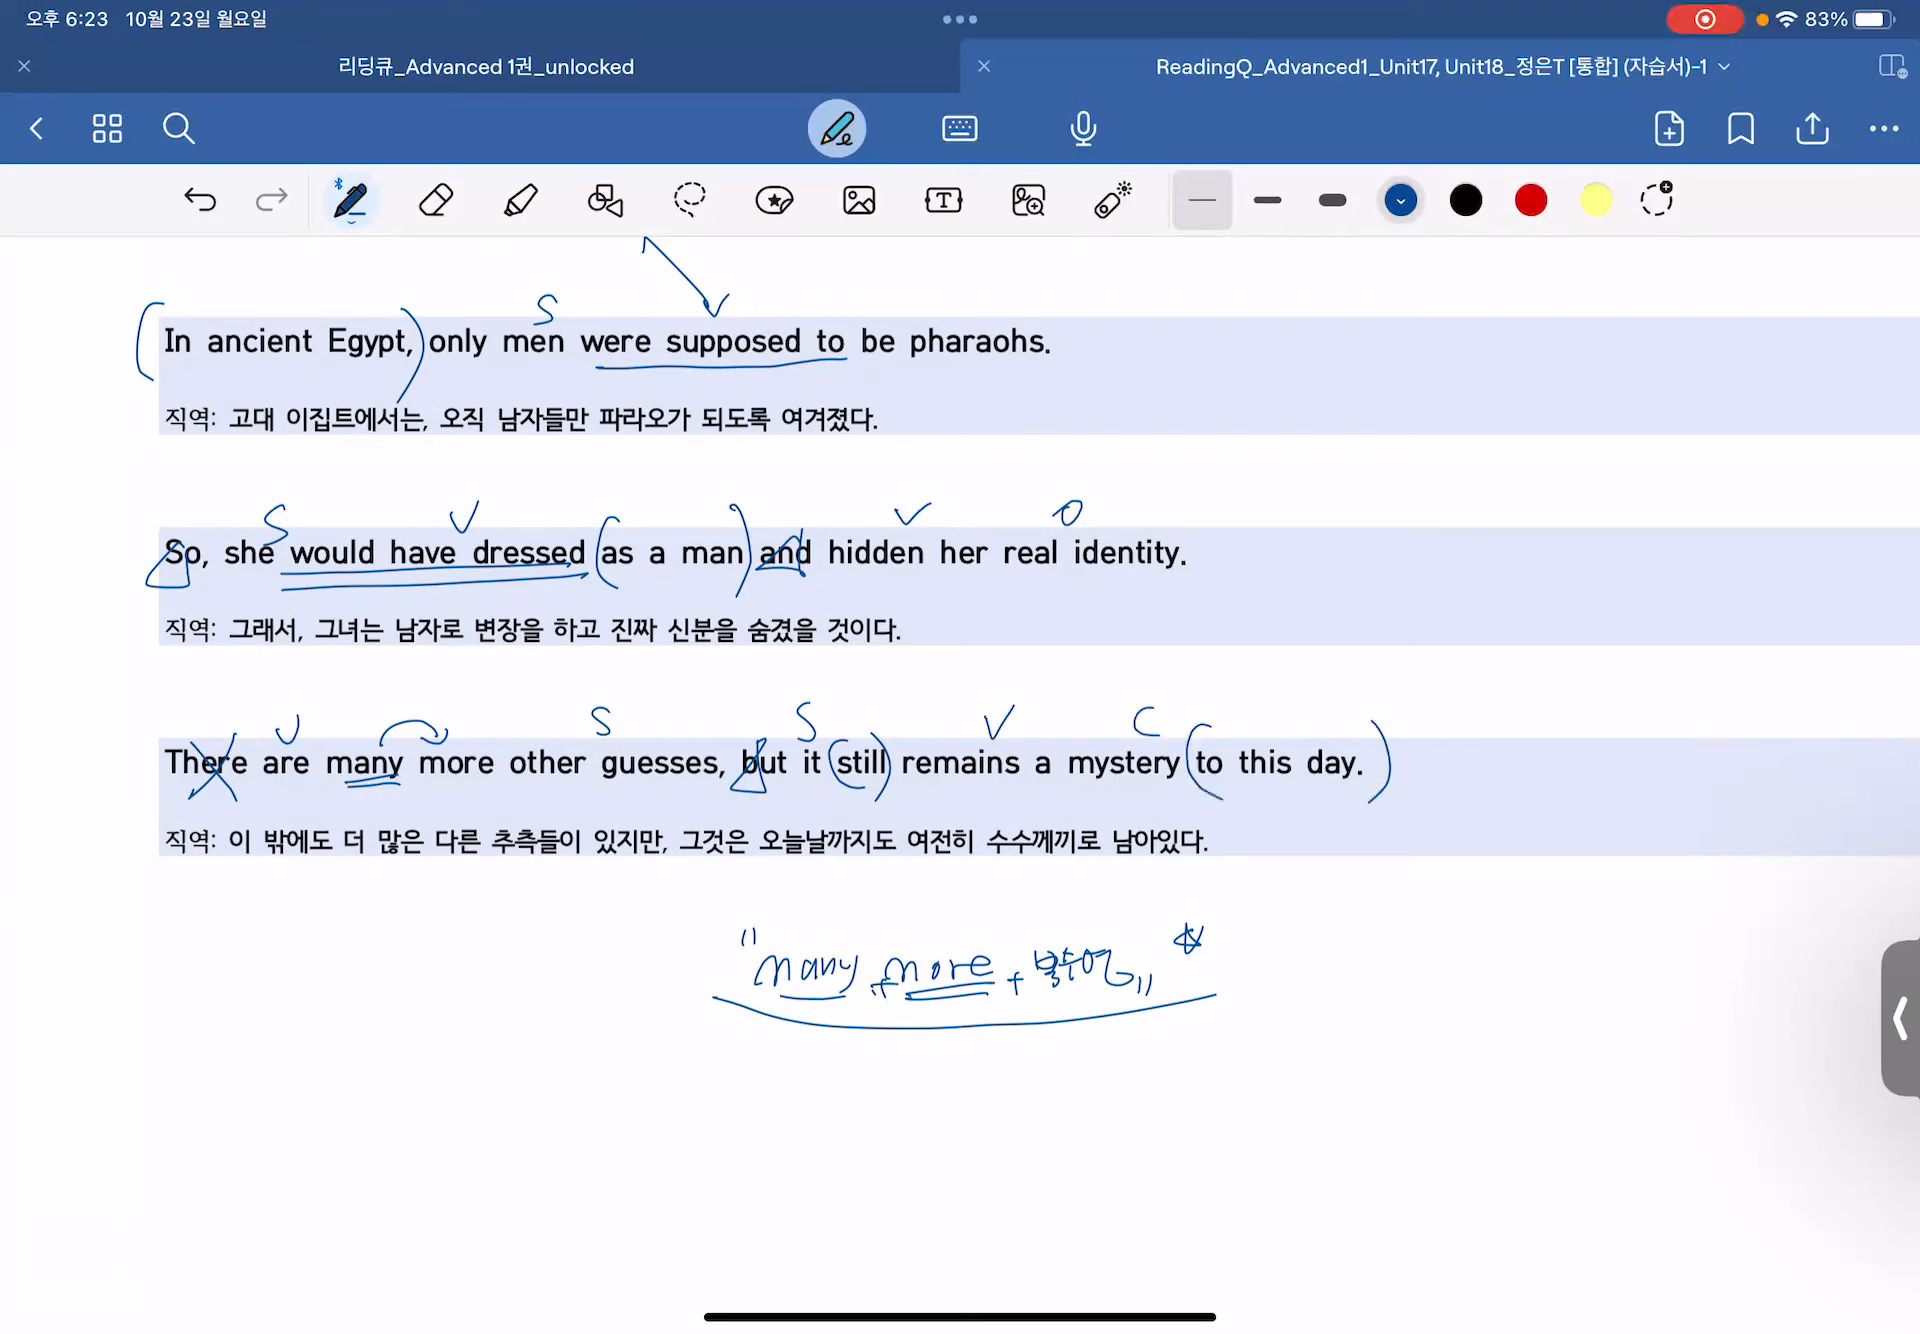 오후 6:23 10월 23일 월요일
83%
리딩큐_Advanced 1권_unlocked
ReadingQ_Advanced1_Unit17, Unit18_정은T [통합] (자습서)-1
S V
In ancient Egypt, only men were supposed to be pharaohs.
직역: 고대 이집트에서는, 오직 남자들만 파라오가 되도록 여겨졌다.
S V V O
So, she would have dressed as a man and hidden her real identity.
직역: 그래서, 그녀는 남자로 변장을 하고 진짜 신분을 숨겼을 것이다.
V S S V C
There are many more other guesses, but it still remains a mystery to this day.
직역: 이 밖에도 더 많은 다른 추측들이 있지만, 그것은 오늘날까지도 여전히 수수께끼로 남아있다.
"many + more + 복수명"